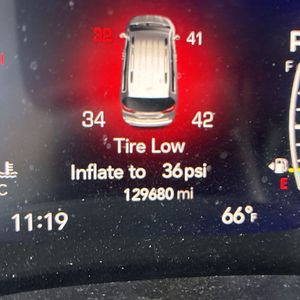 32 41
P
34 42
Tire Low
Inflate to 36psi
C
129680 mi
E
11:19 66°F